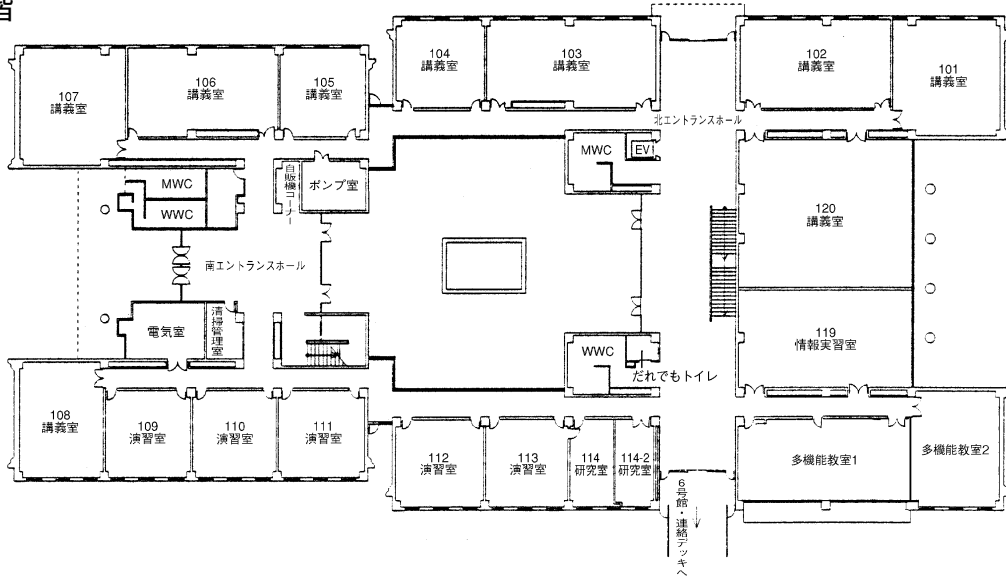 階
104
講義室
103
講義室
102
講義室
101
講義室
107
講義室
106
講義室
105
講義室
北エントランスホール
MWC
EV
MWC
WWC
自販機コーナー
ポンプ室
120
講義室
南エントランスホール
電気室
清掃管理室
119
情報実習室
WWC
だれでもトイレ
108
講義室
109
演習室
110
演習室
111
演習室
112
演習室
113
演習室
114
研究室
114-2
研究室
多機能教室1
多機能教室2
6号館・連絡デッキへ